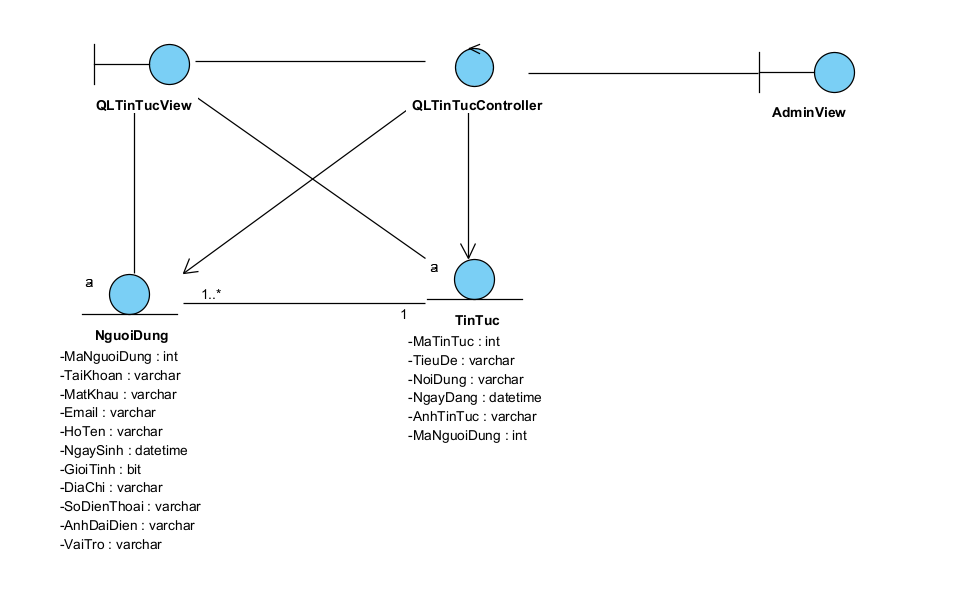 QLTinTucView
QLTinTucController
AdminView
a
1..*
NguoiDung
-MaNguoiDung : int
-TaiKhoan : varchar
-MatKhau : varchar
-Email : varchar
-HoTen : varchar
-NgaySinh : datetime
-GioiTinh : bit
-DiaChi : varchar
-SoDienThoai : varchar
-AnhDaiDien : varchar
-VaiTro : varchar
a
1
TinTuc
-MaTinTuc : int
-TieuDe : varchar
-NoiDung : varchar
-NgayDang : datetime
-AnhTinTuc : varchar
-MaNguoiDung : int